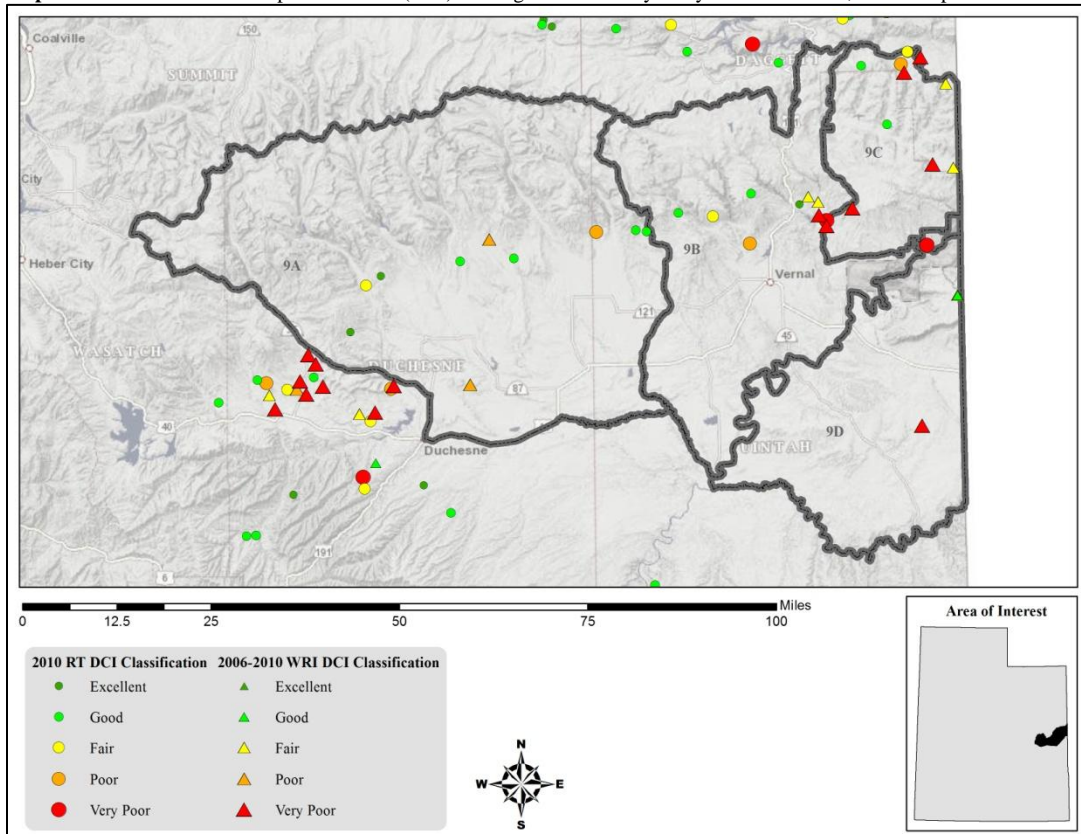 Coalville
150
SUMMIT
DAGGETT
9C
City
Heber City
9A
9B
Vernal
121
45
WASATCH
DUCHESNE
87
40
Duchesne
UINTAH
9D
6
191
Miles
0 12.5 25 50 75 100
2010 RT DCI Classification 2006-2010 WRI DCI Classification
Excellent Excellent
Good Good
Fair Fair
Poor Poor
Very Poor Very Poor
N
W E
S
Area of Interest